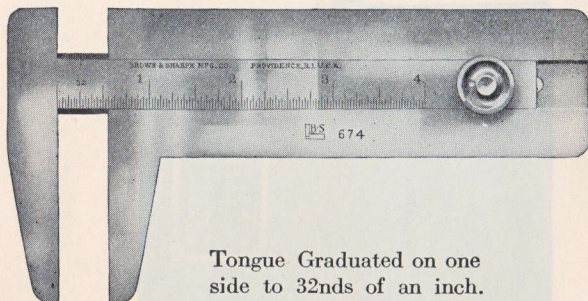 BROWN & SHARPE MFG. CO. PROVIDENCE, R.I. U.S.A.
32 1 2 3 4
B·S 674
Tongue Graduated on one
side to 32nds of an inch.